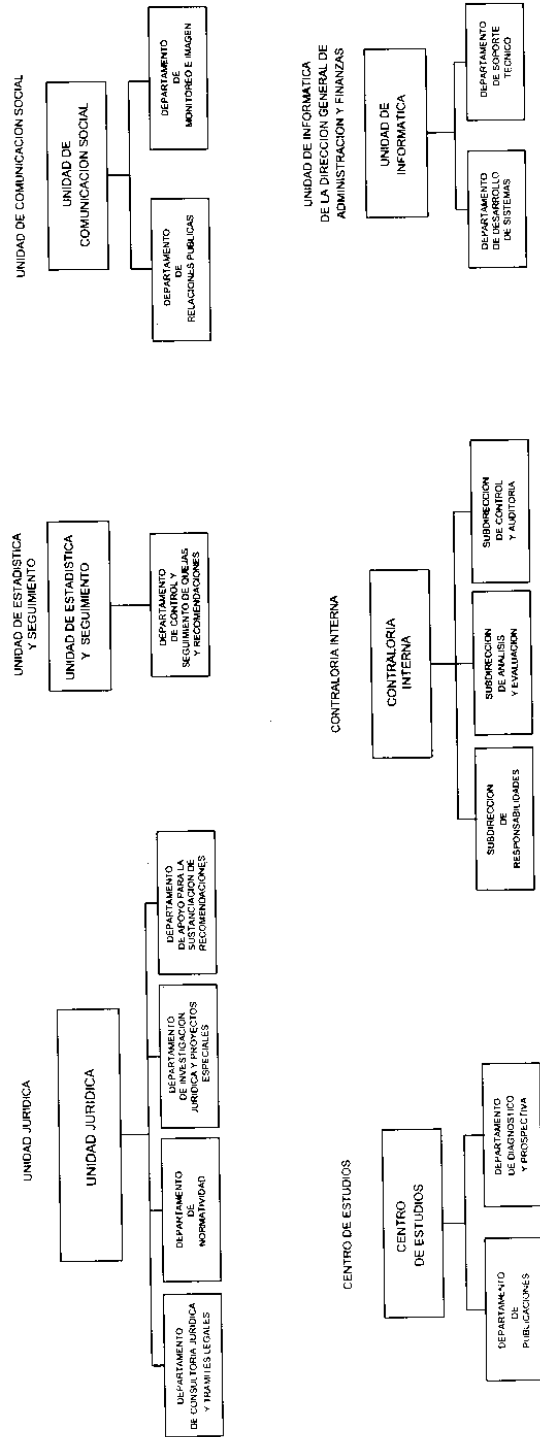 UNIDAD JURIDICA
UNIDAD JURIDICA
DEPARTAMENTO
DE CONSULTORIA JURIDICA
Y TRAMITES LEGALES
DEPARTAMENTO
DE
NORMATIVIDAD
DEPARTAMENTO
DE INVESTIGACION
JURIDICA Y PROYECTOS
ESPECIALES
DEPARTAMENTO
DE APOYO PARA LA
SUSTANCIACION DE
RECOMENDACIONES
UNIDAD DE ESTADISTICA
Y SEGUIMIENTO
UNIDAD DE ESTADISTICA
Y SEGUIMIENTO
DEPARTAMENTO
DE CONTROL Y
SEGUIMIENTO DE QUEJAS
Y RECOMENDACIONES
UNIDAD DE COMUNICACION SOCIAL
UNIDAD DE
COMUNICACION SOCIAL
DEPARTAMENTO
DE
RELACIONES PUBLICAS
DEPARTAMENTO
DE
MONITOREO E IMAGEN
CENTRO DE ESTUDIOS
CENTRO
DE ESTUDIOS
DEPARTAMENTO
DE
PUBLICACIONES
DEPARTAMENTO
DE DIAGNOSTICO
Y PROSPECTIVA
CONTRALORIA INTERNA
CONTRALORIA
INTERNA
SUBDIRECCION
DE
RESPONSABILIDADES
SUBDIRECCION
DE ANALISIS
Y EVALUACION
SUBDIRECCION
DE CONTROL
Y AUDITORIA
UNIDAD DE INFORMATICA
DE LA DIRECCION GENERAL DE
ADMINISTRACION Y FINANZAS
UNIDAD DE
INFORMATICA
DEPARTAMENTO
DE DESARROLLO
DE SISTEMAS
DEPARTAMENTO
DE SOPORTE
TECNICO